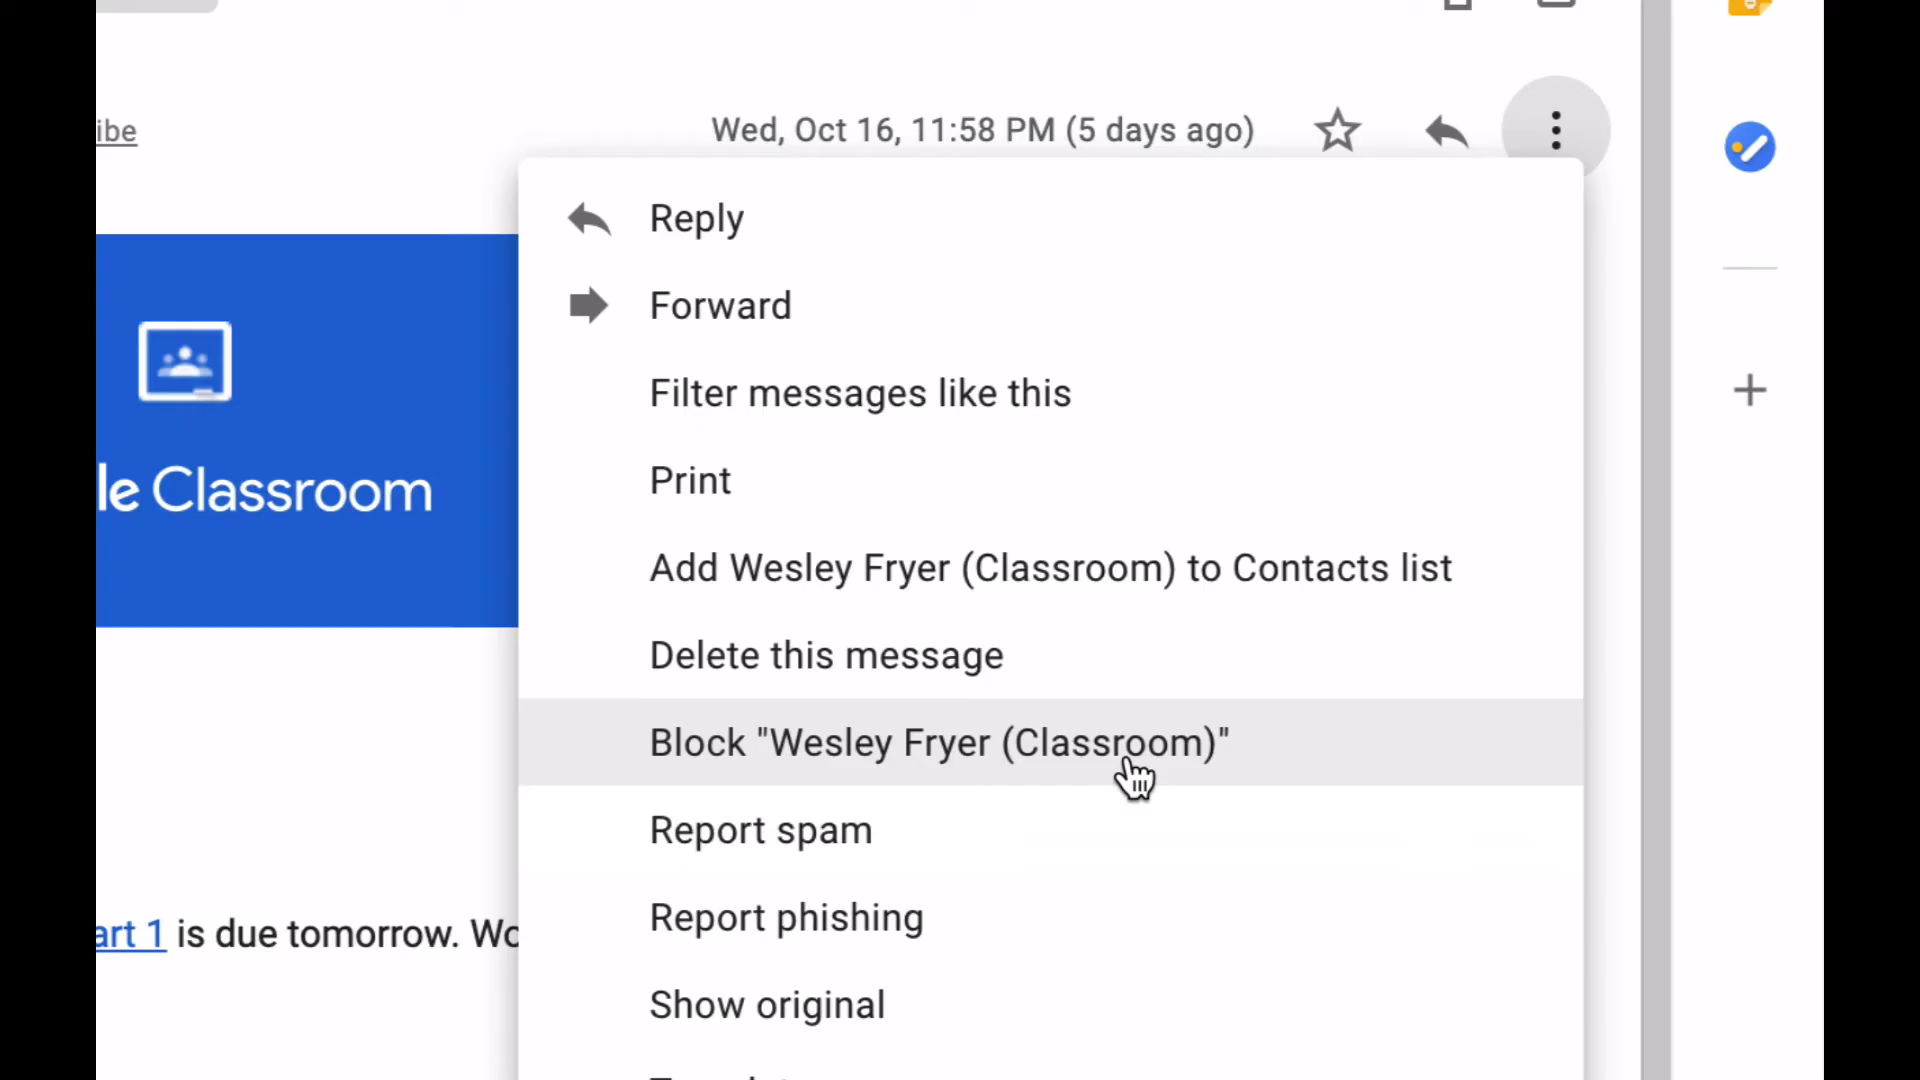 ibe
Wed, Oct 16, 11:58 PM (5 days ago)
Reply
Forward
Filter messages like this
Print
le Classroom
Add Wesley Fryer (Classroom) to Contacts list
Delete this message
Block "Wesley Fryer (Classroom)"
Report spam
Report phishing
art 1 is due tomorrow. Wo
Show original